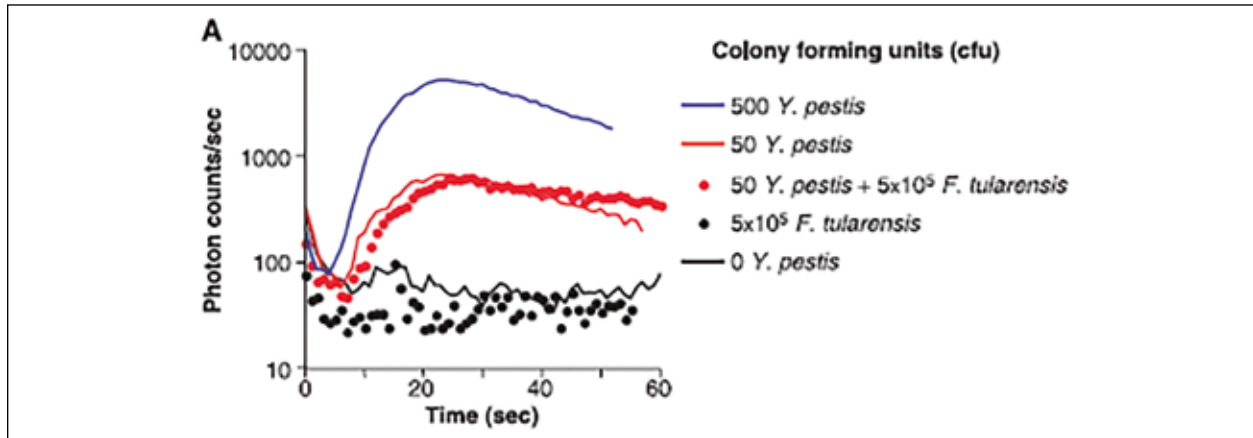 A
10000
1000
100
10
Photon counts/sec
0
20
40
60
Time (sec)
Colony forming units (cfu)
500 Y. pestis
50 Y. pestis
50 Y. pestis + 5x10⁵ F. tularensis
5x10⁵ F. tularensis
0 Y. pestis